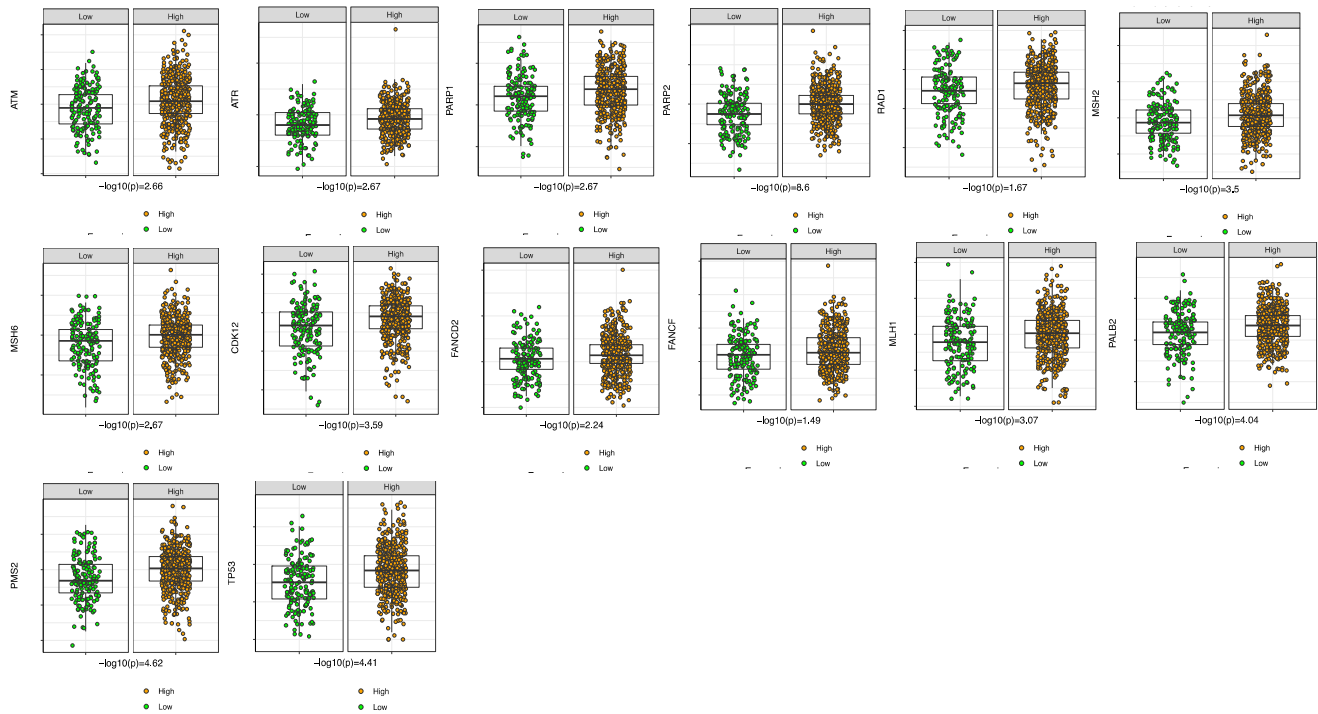 Low High
ATM
-log10(p)=2.66
High
Low
Low High
ATR
-log10(p)=2.67
High
Low
Low High
PARP1
-log10(p)=2.67
High
Low
Low High
PARP2
-log10(p)=8.6
High
Low
Low High
RAD1
-log10(p)=1.67
High
Low
Low High
MSH2
-log10(p)=3.5
High
Low
Low High
MSH6
-log10(p)=2.67
High
Low
Low High
CDK12
-log10(p)=3.59
High
Low
Low High
FANCD2
-log10(p)=2.24
High
Low
Low High
FANCF
-log10(p)=1.49
High
Low
Low High
MLH1
-log10(p)=3.07
High
Low
Low High
PALB2
-log10(p)=4.04
High
Low
Low High
PMS2
-log10(p)=4.62
High
Low
Low High
TP53
-log10(p)=4.41
High
Low